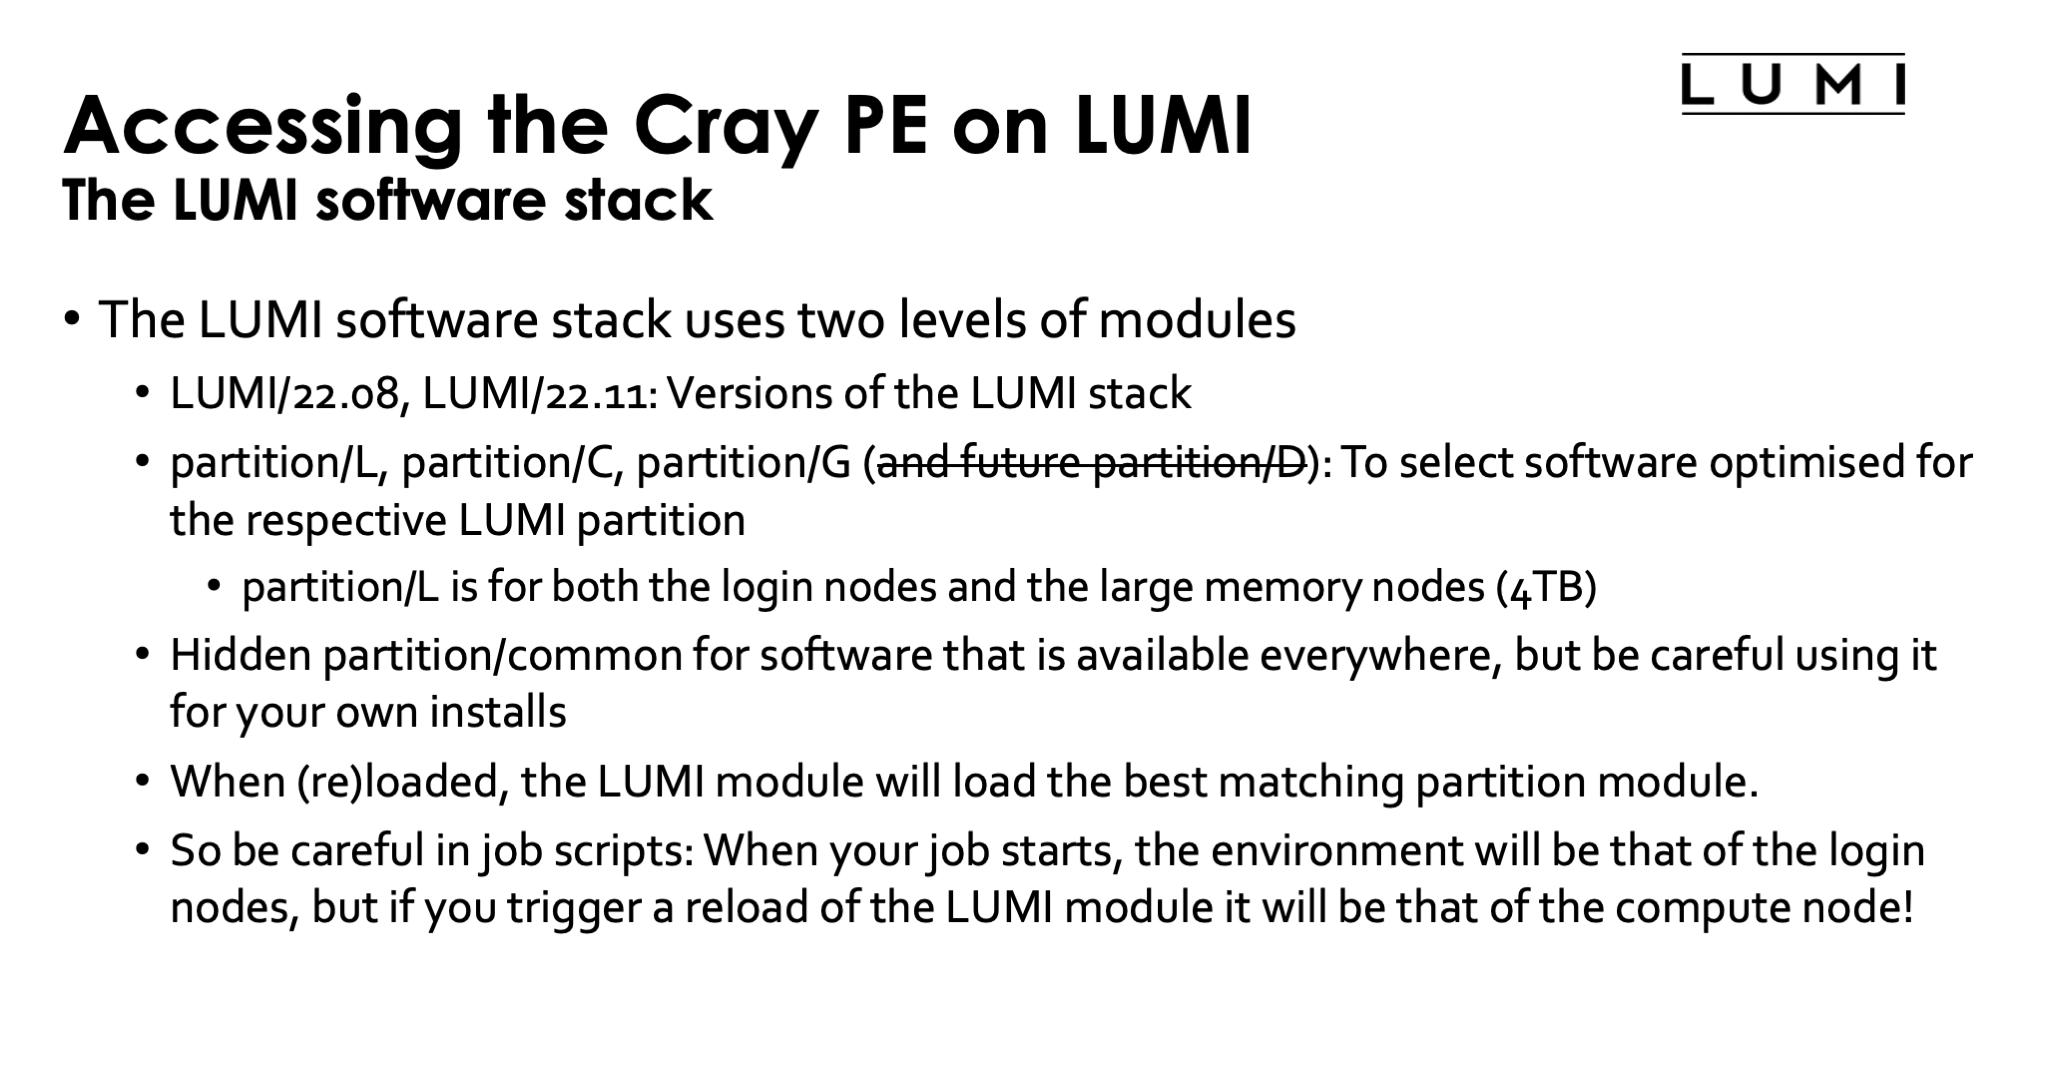 LUMI
Accessing the Cray PE on LUMI
The LUMI software stack
• The LUMI software stack uses two levels of modules
• LUMI/22.08, LUMI/22.11: Versions of the LUMI stack
• partition/L, partition/C, partition/G (and future partition/D): To select software optimised for
the respective LUMI partition
• partition/L is for both the login nodes and the large memory nodes (4TB)
• Hidden partition/common for software that is available everywhere, but be careful using it
for your own installs
• When (re)loaded, the LUMI module will load the best matching partition module.
• So be careful in job scripts: When your job starts, the environment will be that of the login
nodes, but if you trigger a reload of the LUMI module it will be that of the compute node!